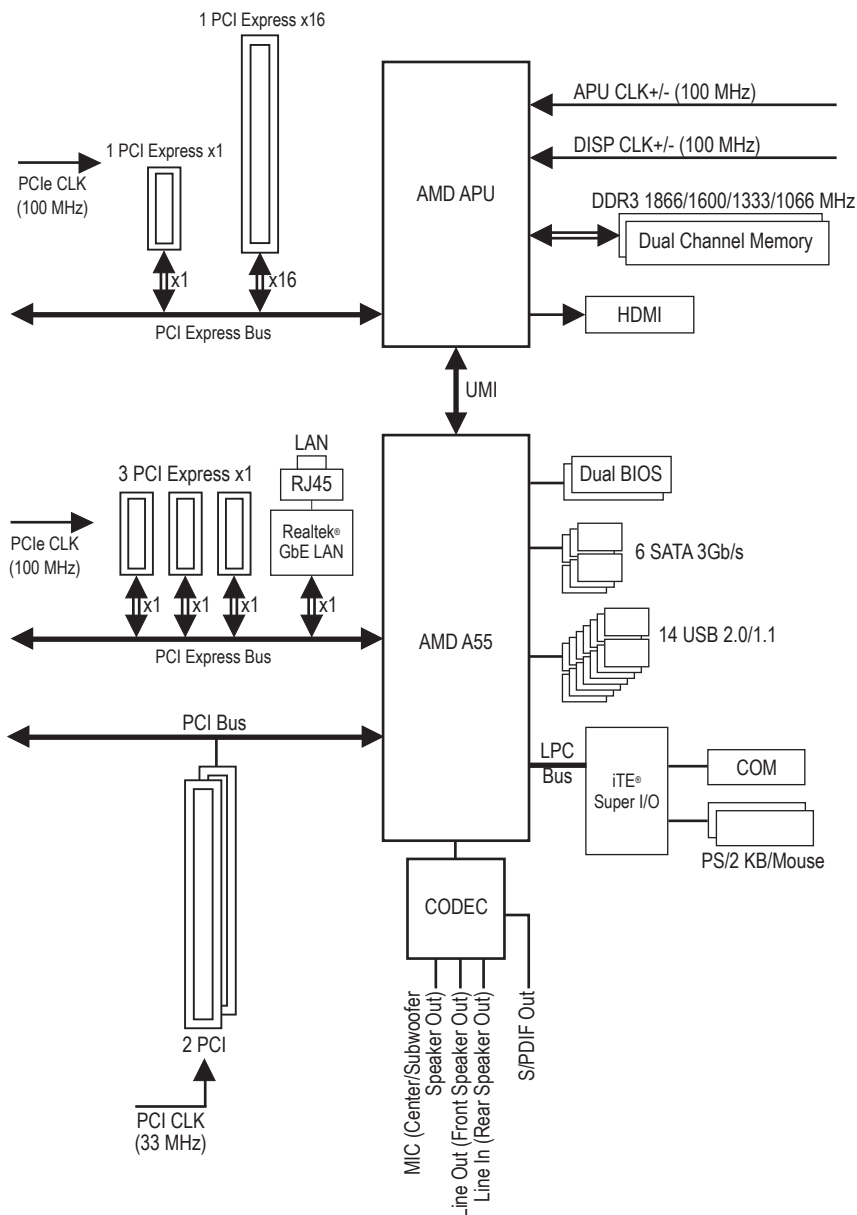 1 PCI Express x16
1 PCI Express x1
PCIe CLK
(100 MHz)
x1
x16
PCI Express Bus
AMD APU
APU CLK+/- (100 MHz)
DISP CLK+/- (100 MHz)
DDR3 1866/1600/1333/1066 MHz
Dual Channel Memory
HDMI
UMI
LAN
RJ45
3 PCI Express x1
Realtek®
GbE LAN
PCIe CLK
(100 MHz)
x1
x1
x1
x1
PCI Express Bus
AMD A55
Dual BIOS
6 SATA 3Gb/s
14 USB 2.0/1.1
PCI Bus
LPC
Bus
iTE®
Super I/O
COM
PS/2 KB/Mouse
CODEC
MIC (Center/Subwoofer
Speaker Out)
Line Out (Front Speaker Out)
Line In (Rear Speaker Out)
S/PDIF Out
2 PCI
PCI CLK
(33 MHz)